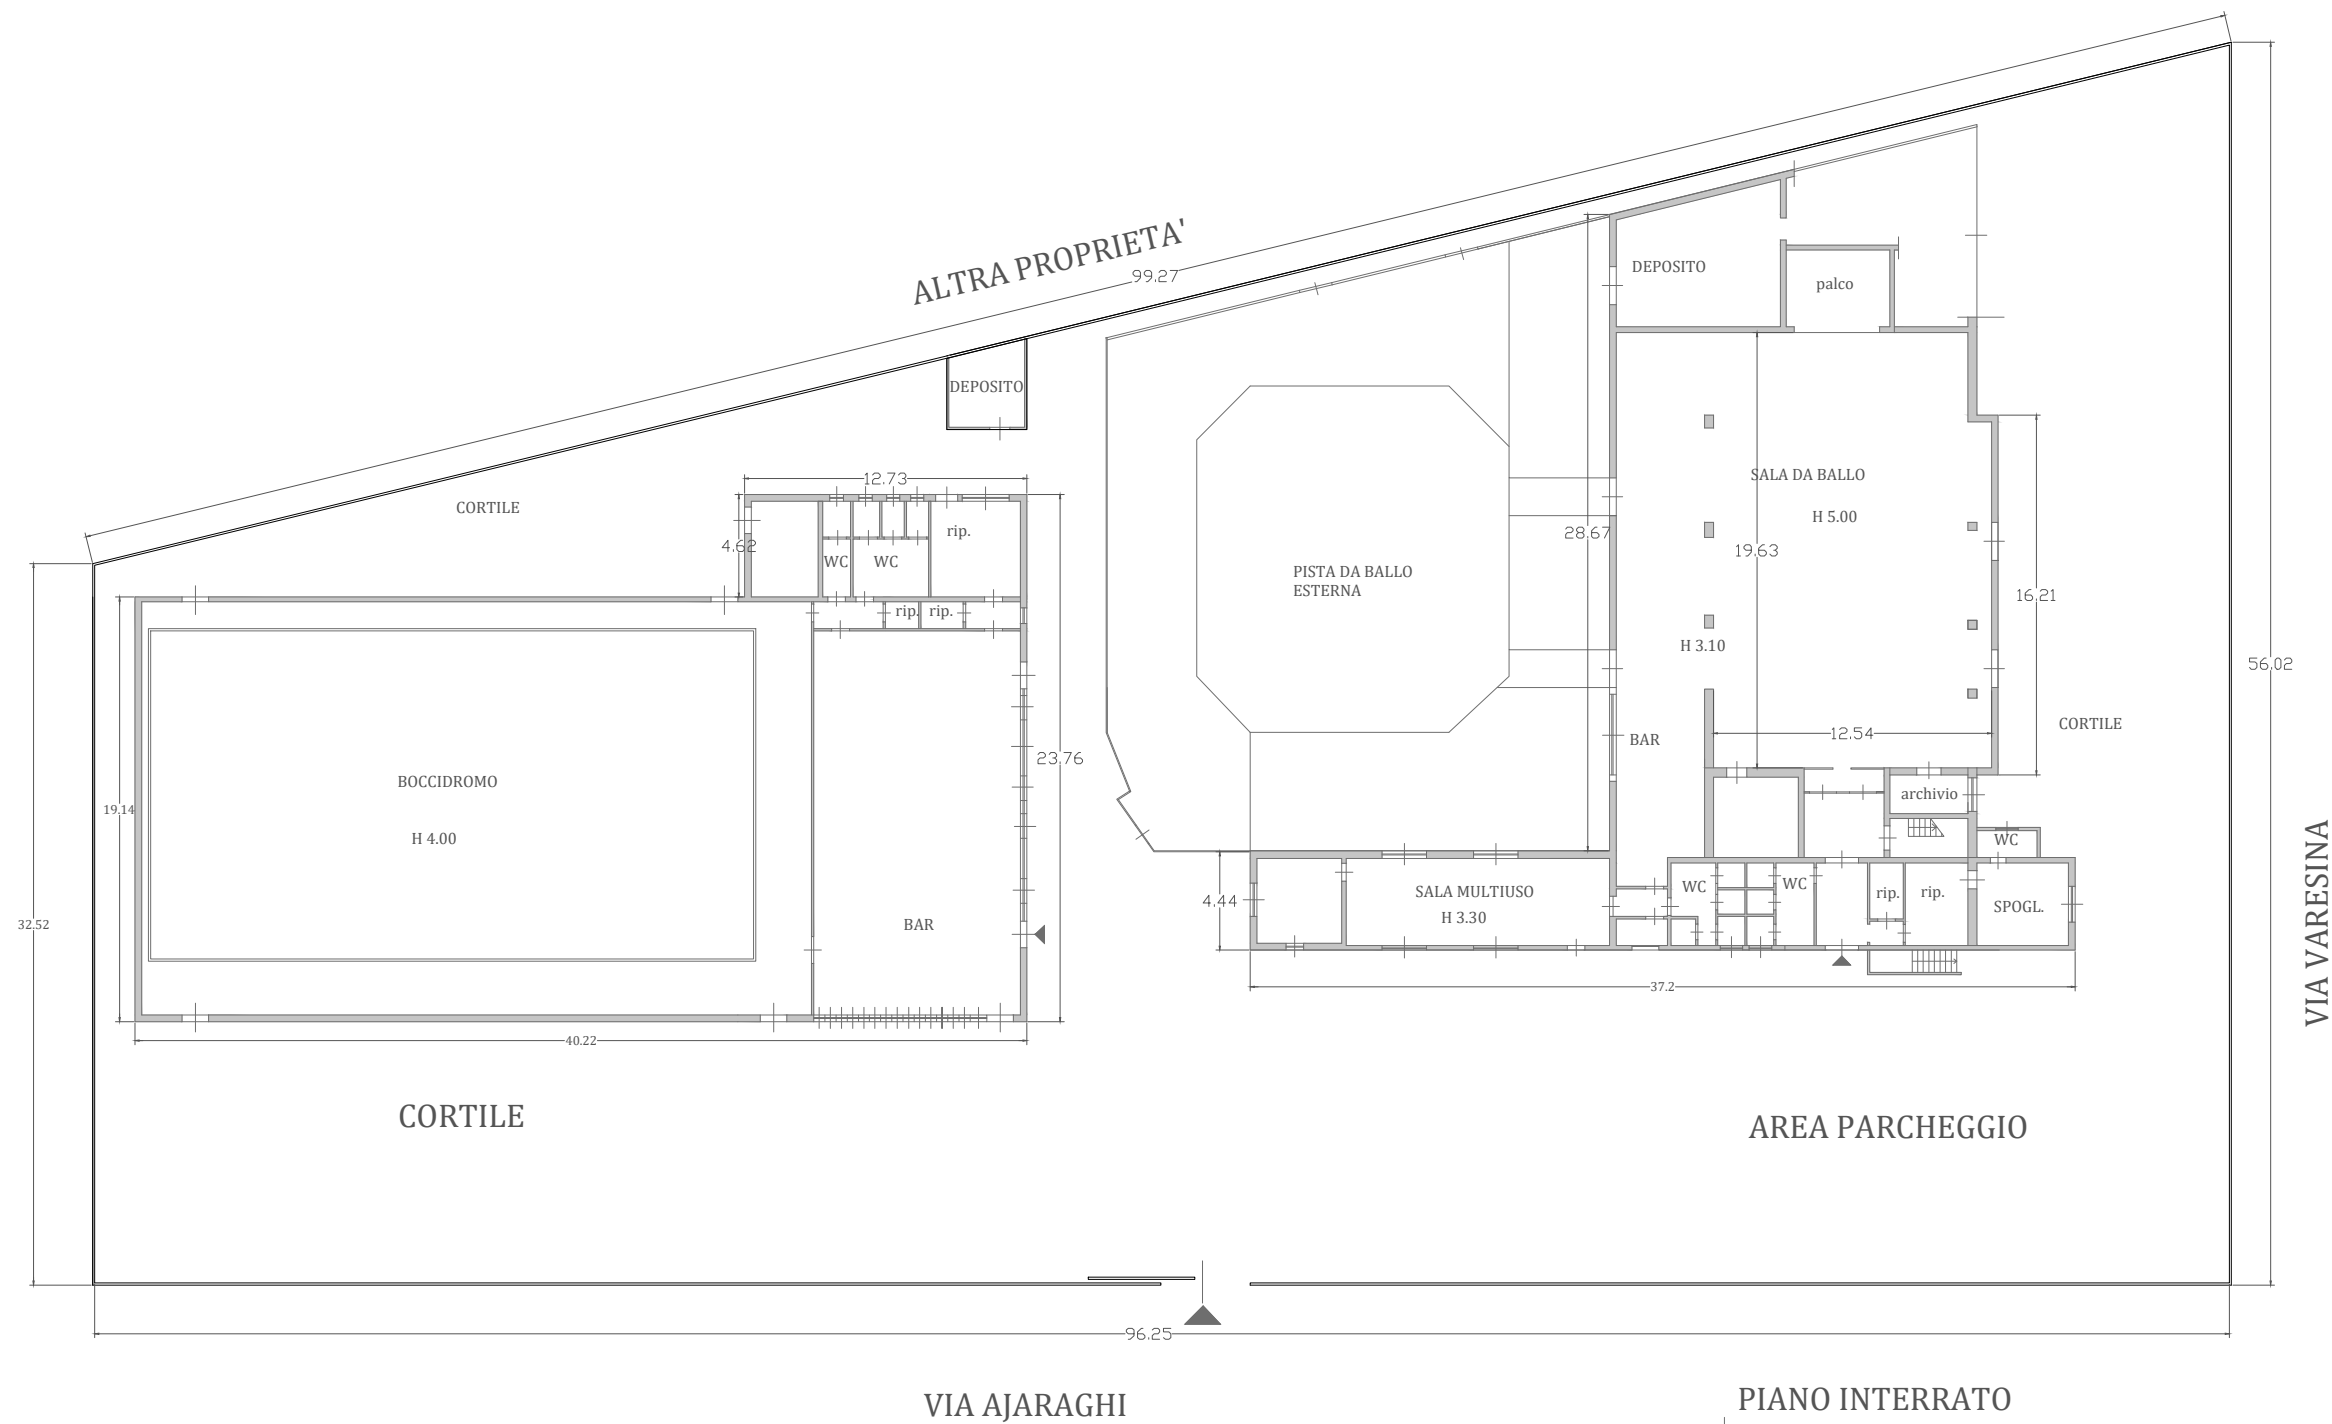 ALTRA PROPRIETA'
99.27
DEPOSITO
palco
DEPOSITO
SALA DA BALLO
H 5.00
12.73
CORTILE
4.62
rip.
WC
WC
28.67
19.63
PISTA DA BALLO
ESTERNA
16.21
rip.
rip.
H 3.10
56.02
BAR
12.54
CORTILE
23.76
BOCCIDROMO
H 4.00
19.14
archivio
WC
WC
WC
rip.
rip.
SPOGL.
SALA MULTIUSO
H 3.30
4.44
BAR
32.52
37.2
40.22
VIA VARESINA
CORTILE
AREA PARCHEGGIO
96.25
VIA AJARAGHI
PIANO INTERRATO